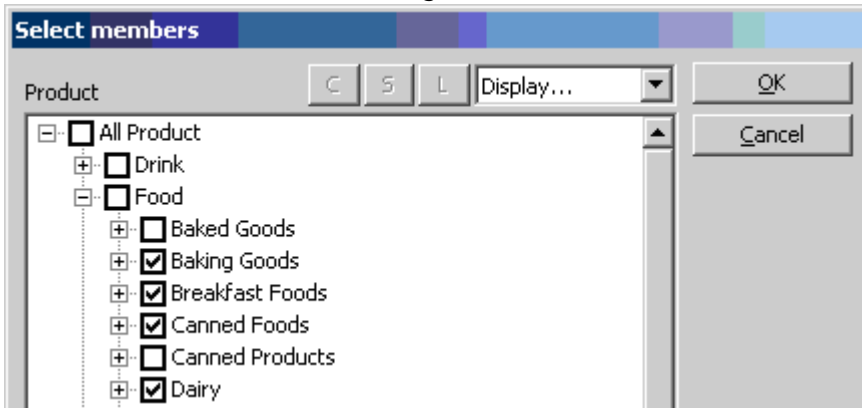 Select members
Product C S L Display... OK
Cancel
All Product
Drink
Food
Baked Goods
Baking Goods
Breakfast Foods
Canned Foods
Canned Products
Dairy